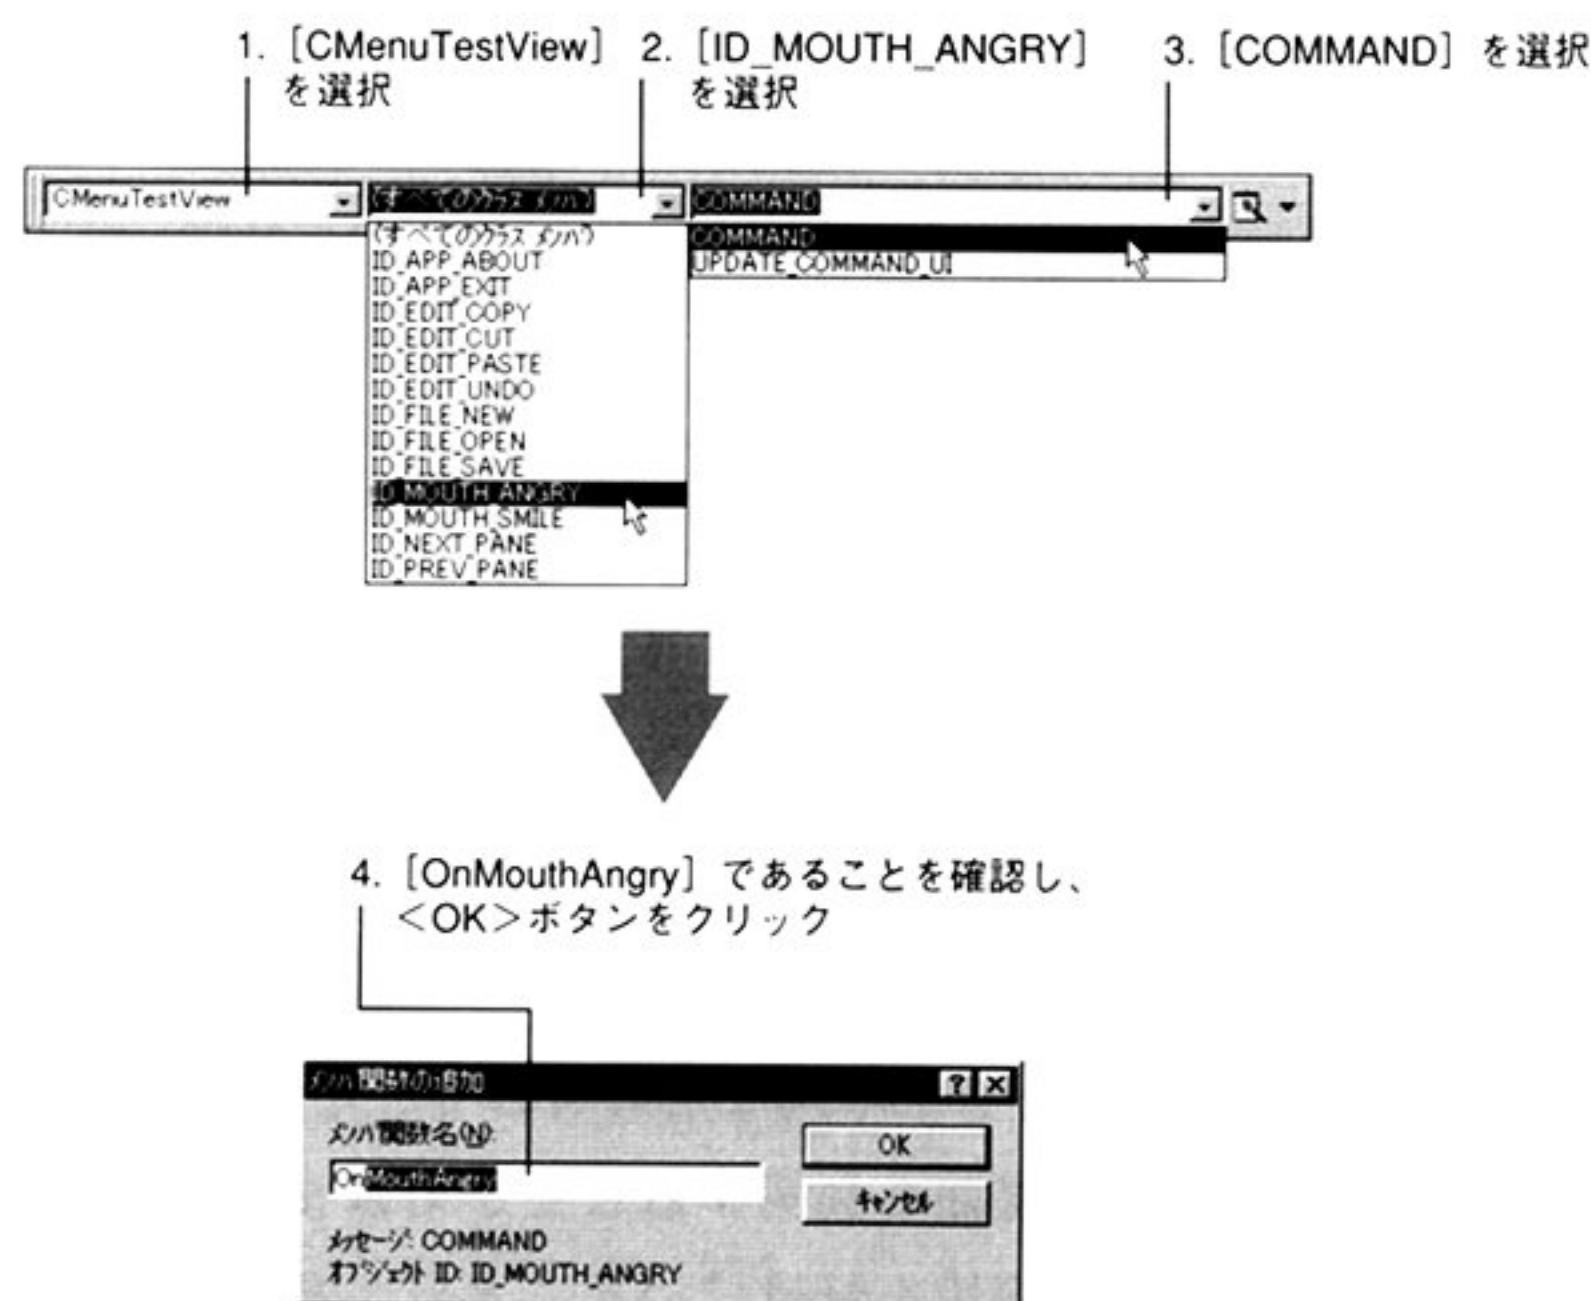 1. [CMenuTestView]
を選択
2. [ID_MOUTH_ANGRY]
を選択
3. [COMMAND] を選択
CMenuTestView
(すべてのクラス メンバ)
COMMAND
(すべてのクラス メンバ)
ID_APP_ABOUT
ID_APP_EXIT
ID_EDIT_COPY
ID_EDIT_CUT
ID_EDIT_PASTE
ID_EDIT_UNDO
ID_FILE_NEW
ID_FILE_OPEN
ID_FILE_SAVE
ID_MOUTH_ANGRY
ID_MOUTH_SMILE
ID_NEXT_PANE
ID_PREV_PANE
COMMAND
UPDATE_COMMAND_UI
4. [OnMouthAngry] であることを確認し、
<OK>ボタンをクリック
メンバ関数の追加
メンバ関数名(N):
OnMouthAngry
OK
キャンセル
メッセージ: COMMAND
オブジェクト ID: ID_MOUTH_ANGRY